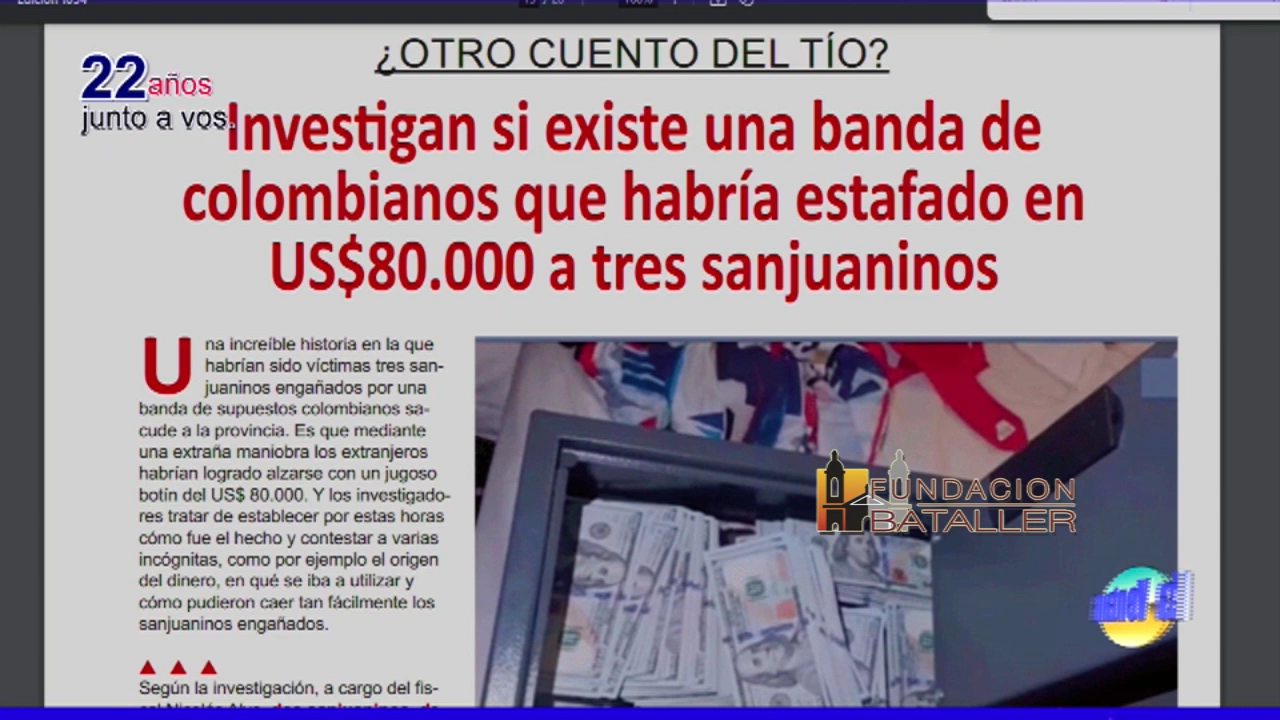 ¿OTRO CUENTO DEL TÍO?
22 años
junto a vos.
Investigan si existe una banda de
colombianos que habría estafado en
US$80.000 a tres sanjuaninos
Una increíble historia en la que
habrían sido víctimas tres san-
juaninos engañados por una
banda de supuestos colombianos sa-
cude a la provincia. Es que mediante
una extraña maniobra los extranjeros
habrían logrado alzarse con un jugoso
botín del US$ 80.000. Y los investigado-
res tratar de establecer por estas horas
cómo fue el hecho y contestar a varias
incógnitas, como por ejemplo el origen
del dinero, en qué se iba a utilizar y
cómo pudieron caer tan fácilmente los
sanjuaninos engañados.
Según la investigación, a cargo del fis-
FUNDACION
BATALLER